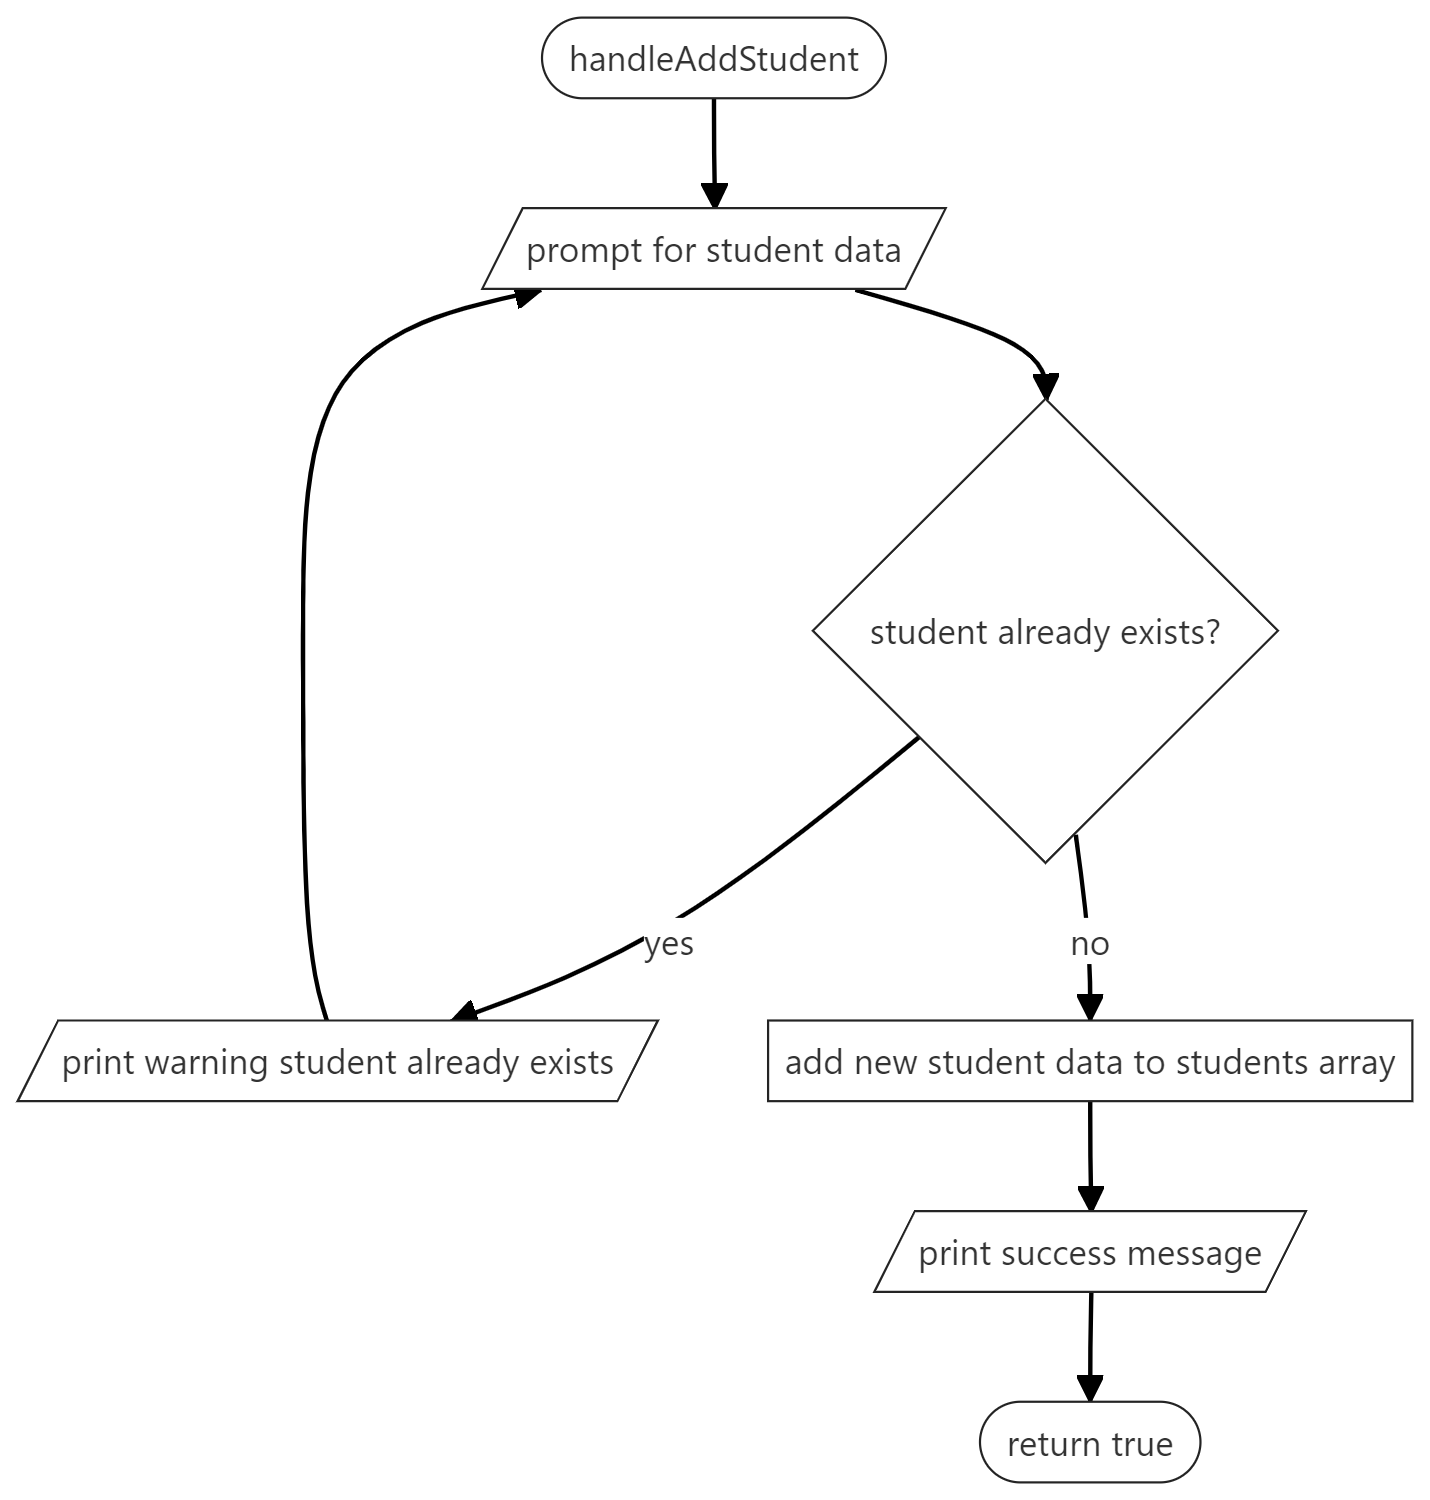 handleAddStudent
prompt for student data
student already exists?
yes
no
print warning student already exists
add new student data to students array
print success message
return true